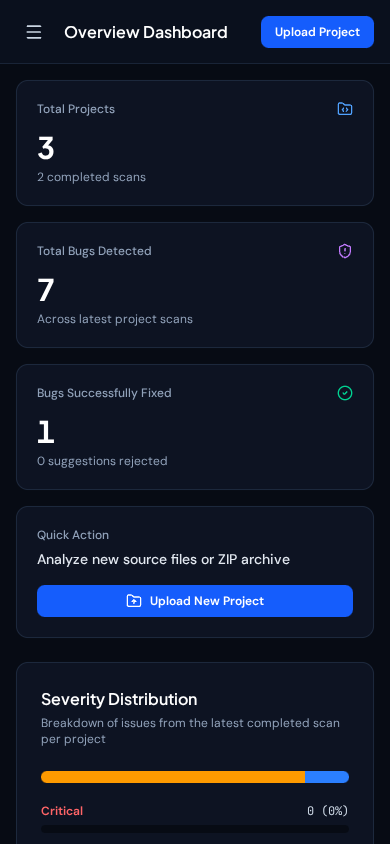 Overview Dashboard
Upload Project
Total Projects
3
2 completed scans
Total Bugs Detected
7
Across latest project scans
Bugs Successfully Fixed
1
0 suggestions rejected
Quick Action
Analyze new source files or ZIP archive
Upload New Project
Severity Distribution
Breakdown of issues from the latest completed scan
per project
Critical 0 (0%)